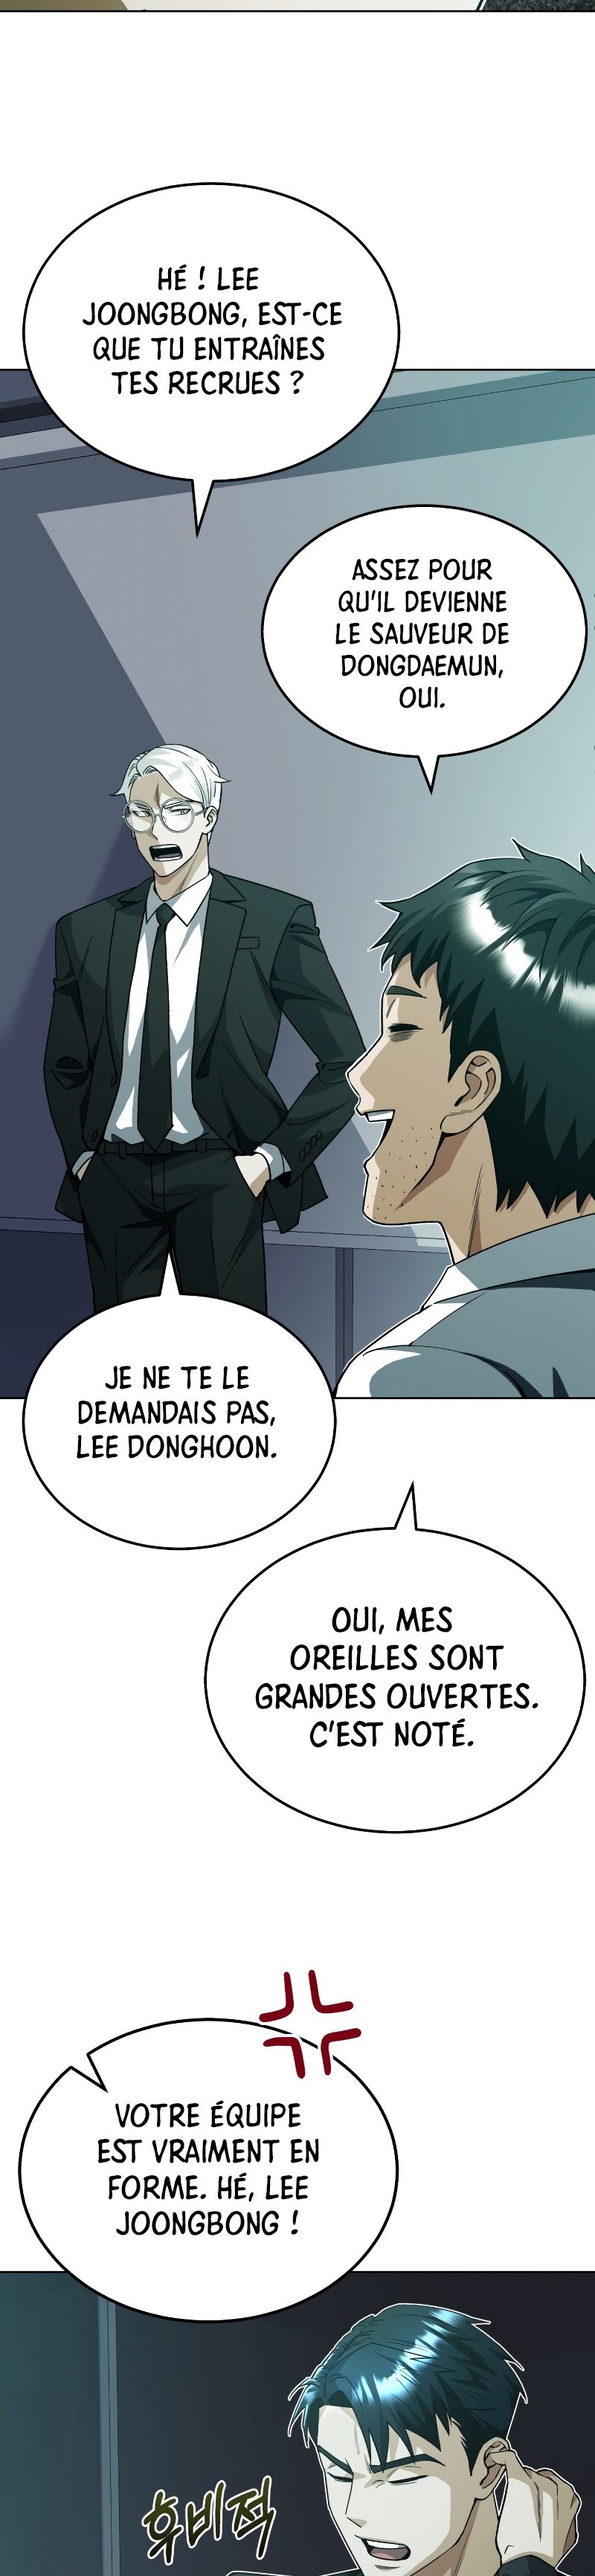 HÉ ! LEE
JOONGBONG, EST-CE
QUE TU ENTRAÎNES
TES RECRUES ?
ASSEZ POUR
QU'IL DEVIENNE
LE SAUVEUR DE
DONGDAEMUN,
OUI.
JE NE TE LE
DEMANDAIS PAS,
LEE DONGHOON.
OUI, MES
OREILLES SONT
GRANDES OUVERTES.
C'EST NOTÉ.
VOTRE ÉQUIPE
EST VRAIMENT EN
FORME. HÉ, LEE
JOONGBONG !
후비적